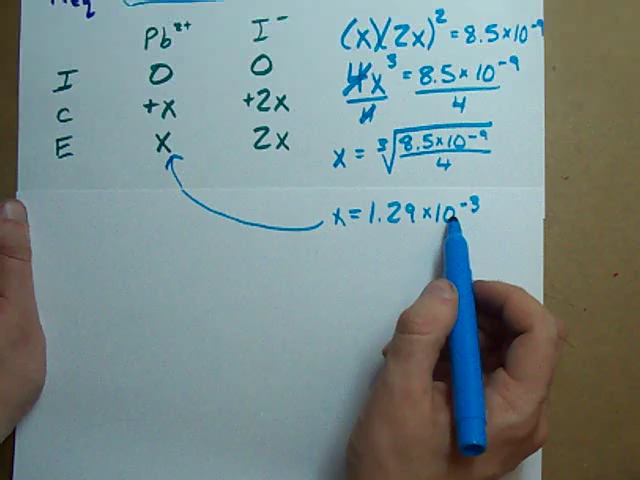 Pb²⁺ I⁻ (x)(2x)² = 8.5×10⁻⁹
I 0 0 4x³ = 8.5×10⁻⁹
4 4
C +x +2x
E x 2x x = ∛(8.5×10⁻⁹/4)
x = 1.29×10⁻³